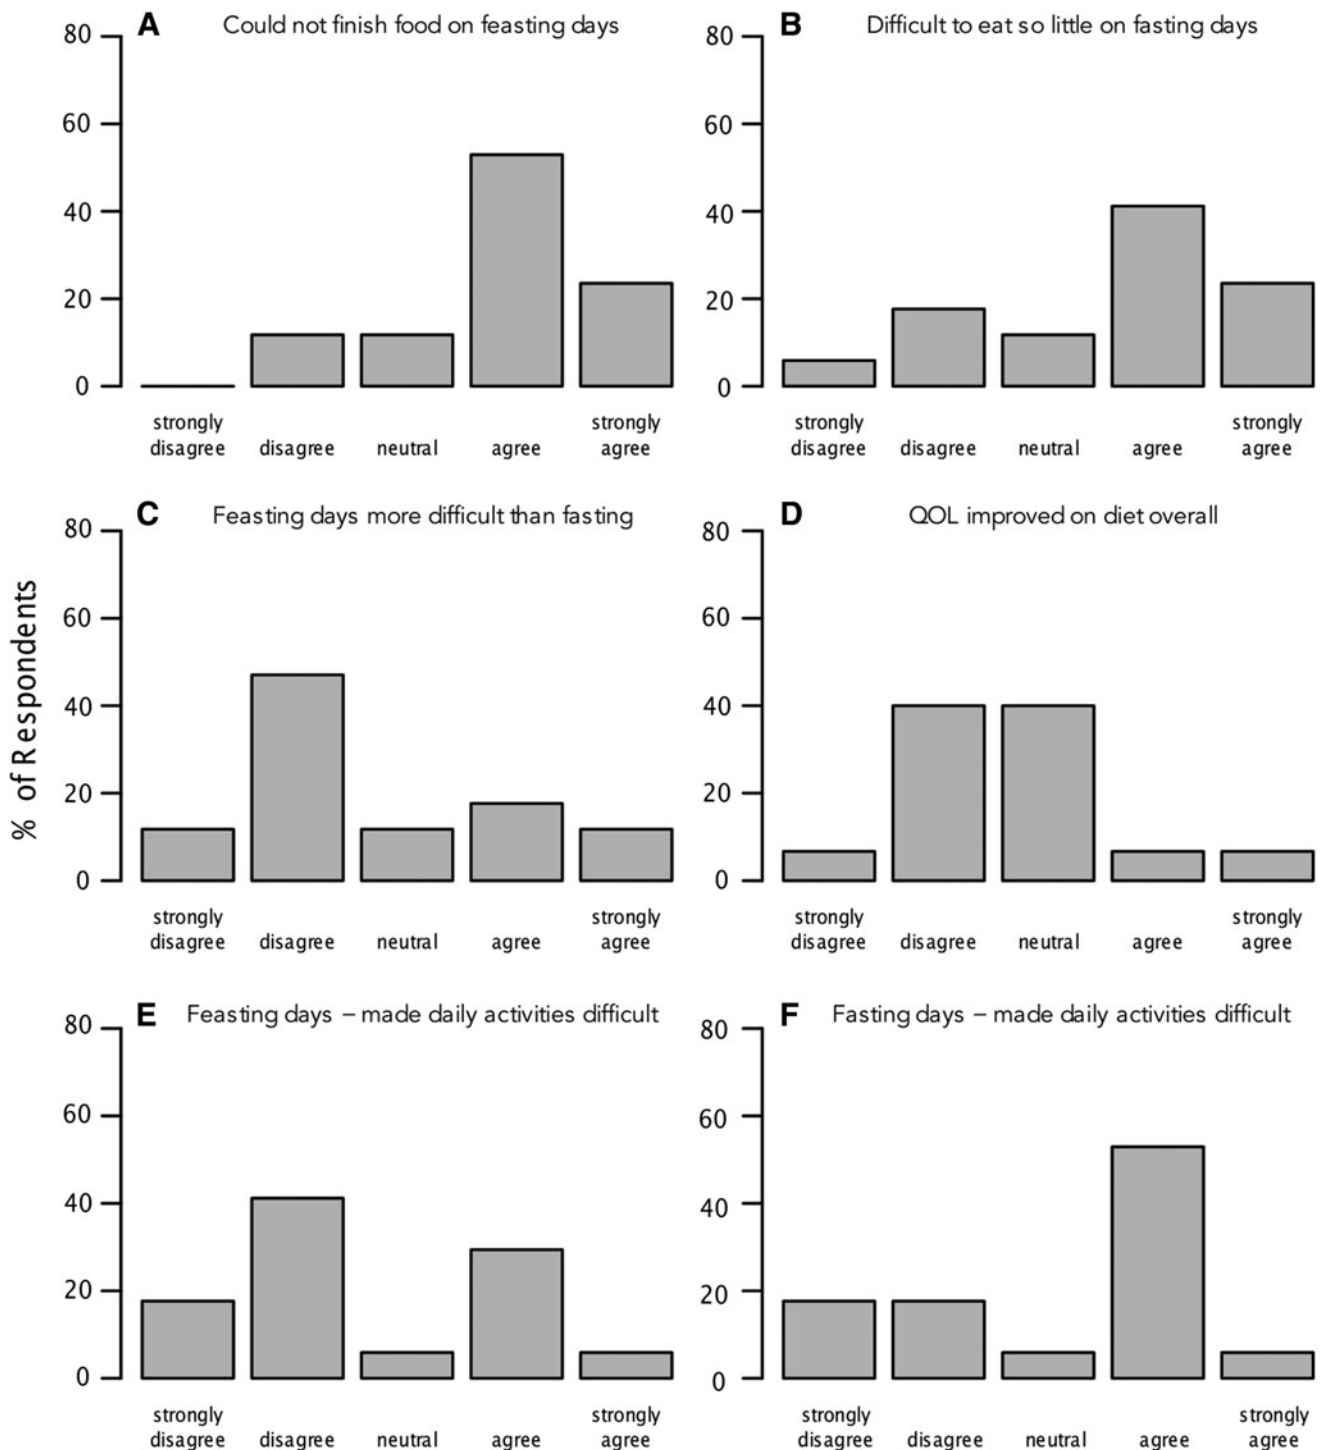 A Could not finish food on feasting days
80
60
40
20
0
strongly disagree
disagree
neutral
agree
strongly agree
B Difficult to eat so little on fasting days
80
60
40
20
0
strongly disagree
disagree
neutral
agree
strongly agree
% of Respondents
C Feasting days more difficult than fasting
80
60
40
20
0
strongly disagree
disagree
neutral
agree
strongly agree
D QOL improved on diet overall
80
60
40
20
0
strongly disagree
disagree
neutral
agree
strongly agree
E Feasting days – made daily activities difficult
80
60
40
20
0
strongly disagree
disagree
neutral
agree
strongly agree
F Fasting days – made daily activities difficult
80
60
40
20
0
strongly disagree
disagree
neutral
agree
strongly agree